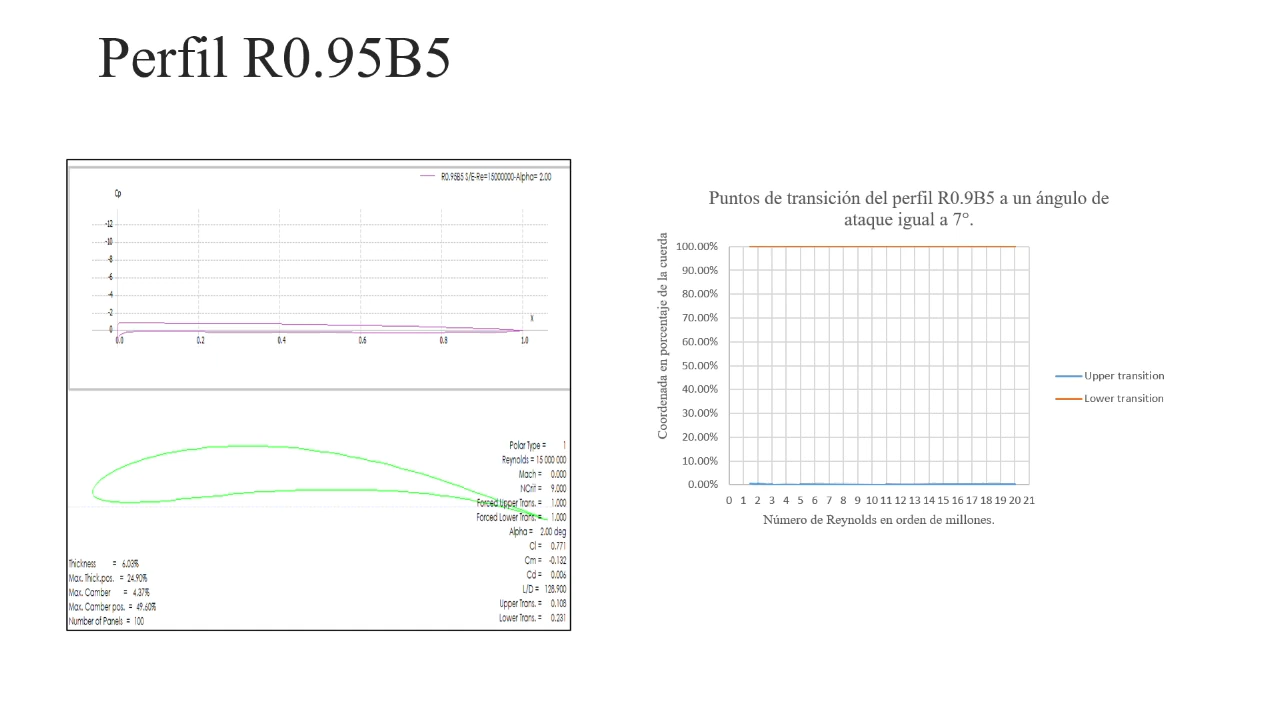 Perfil R0.95B5
R0.95B5 S/E-Re=15000000-Alpha= 2.00
Cp
-12
-10
-8
-6
-4
-2
0
X
0.0 0.2 0.4 0.6 0.8 1.0
Polar Type = 1
Reynolds = 15 000 000
Mach = 0.000
NCrit = 9.000
Forced Upper Trans. = 1.000
Forced Lower Trans. = 1.000
Alpha = 2.00 deg
Cl = 0.771
Cm = -0.132
Cd = 0.006
L/D = 128.900
Upper Trans. = 0.108
Lower Trans. = 0.231
Thickness = 6.03%
Max. Thick.pos. = 24.90%
Max. Camber = 4.37%
Max. Camber pos. = 49.60%
Number of Panels = 100
Puntos de transición del perfil R0.9B5 a un ángulo de
ataque igual a 7°.
Coordenada en porcentaje de la cuerda
100.00%
90.00%
80.00%
70.00%
60.00%
50.00%
40.00%
30.00%
20.00%
10.00%
0.00%
0 1 2 3 4 5 6 7 8 9 10 11 12 13 14 15 16 17 18 19 20 21
Número de Reynolds en orden de millones.
Upper transition
Lower transition